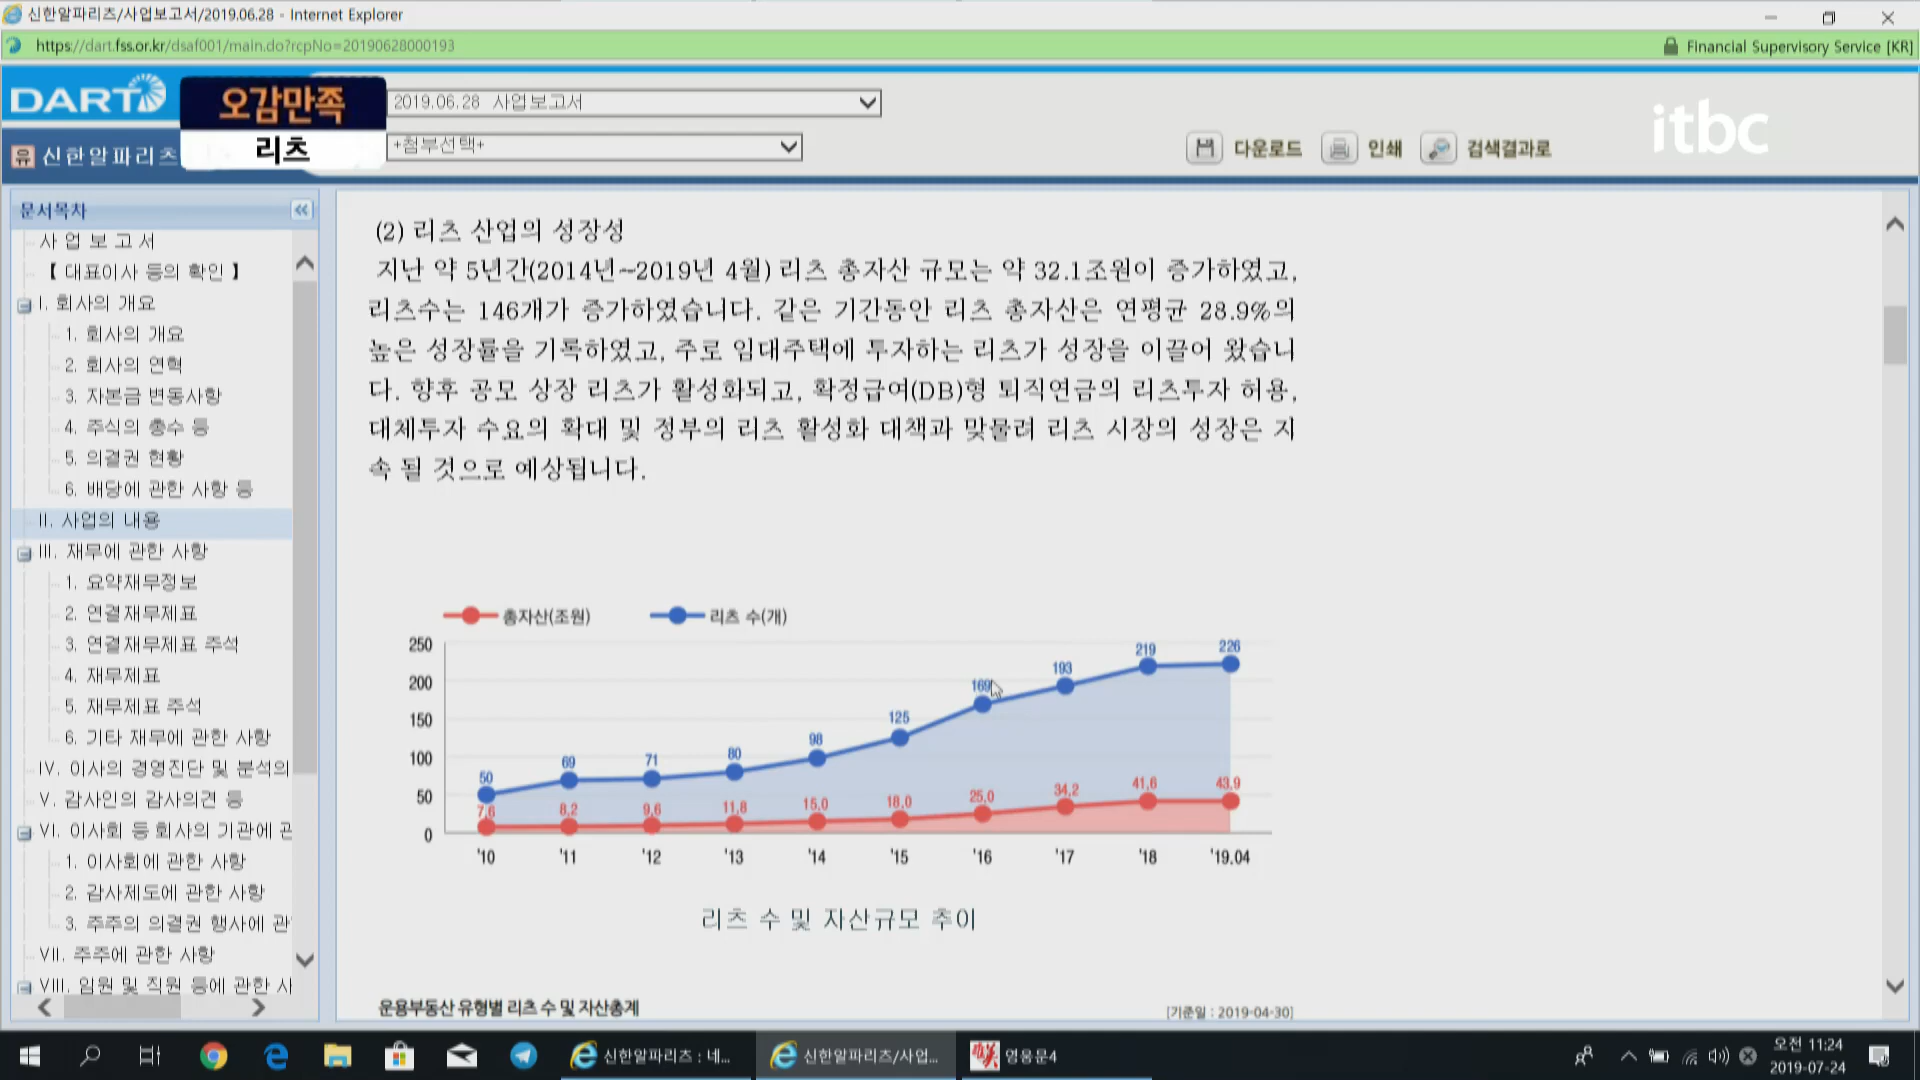 신한알파리츠/사업보고서/2019.06.28 - Internet Explorer
https://dart.fss.or.kr/dsaf001/main.do?rcpNo=20190628000193
Financial Supervisory Service [KR]
DART
오감만족
리츠
2019.06.28 사업보고서
itbc
유 신한알파리츠
+첨부선택+
다운로드
인쇄
검색결과로
문서목차
사 업 보 고 서
【 대표이사 등의 확인 】
I. 회사의 개요
1. 회사의 개요
2. 회사의 연혁
3. 자본금 변동사항
4. 주식의 총수 등
5. 의결권 현황
6. 배당에 관한 사항 등
II. 사업의 내용
III. 재무에 관한 사항
1. 요약재무정보
2. 연결재무제표
3. 연결재무제표 주석
4. 재무제표
5. 재무제표 주석
6. 기타 재무에 관한 사항
IV. 이사의 경영진단 및 분석의
V. 감사인의 감사의견 등
VI. 이사회 등 회사의 기관에 관
1. 이사회에 관한 사항
2. 감사제도에 관한 사항
3. 주주의 의결권 행사에 관
VII. 주주에 관한 사항
VIII. 임원 및 직원 등에 관한 사
(2) 리츠 산업의 성장성
지난 약 5년간(2014년~2019년 4월) 리츠 총자산 규모는 약 32.1조원이 증가하였고,
리츠수는 146개가 증가하였습니다. 같은 기간동안 리츠 총자산은 연평균 28.9%의
높은 성장률을 기록하였고, 주로 임대주택에 투자하는 리츠가 성장을 이끌어 왔습니
다. 향후 공모 상장 리츠가 활성화되고, 확정급여(DB)형 퇴직연금의 리츠투자 허용,
대체투자 수요의 확대 및 정부의 리츠 활성화 대책과 맞물려 리츠 시장의 성장은 지
속 될 것으로 예상됩니다.
총자산(조원) 리츠 수(개)
250
200
150
100
50
0
50 69 71 80 98 125 169 193 219 226
7,6 8,2 9,6 11,8 15,0 18,0 25,0 34,2 41,6 43,9
'10 '11 '12 '13 '14 '15 '16 '17 '18 '19.04
리츠 수 및 자산규모 추이
운용부동산 유형별 리츠 수 및 자산총계
[기준일 : 2019-04-30]
신한알파리츠 : 네...
신한알파리츠/사업...
영웅문4
오전 11:24
2019-07-24